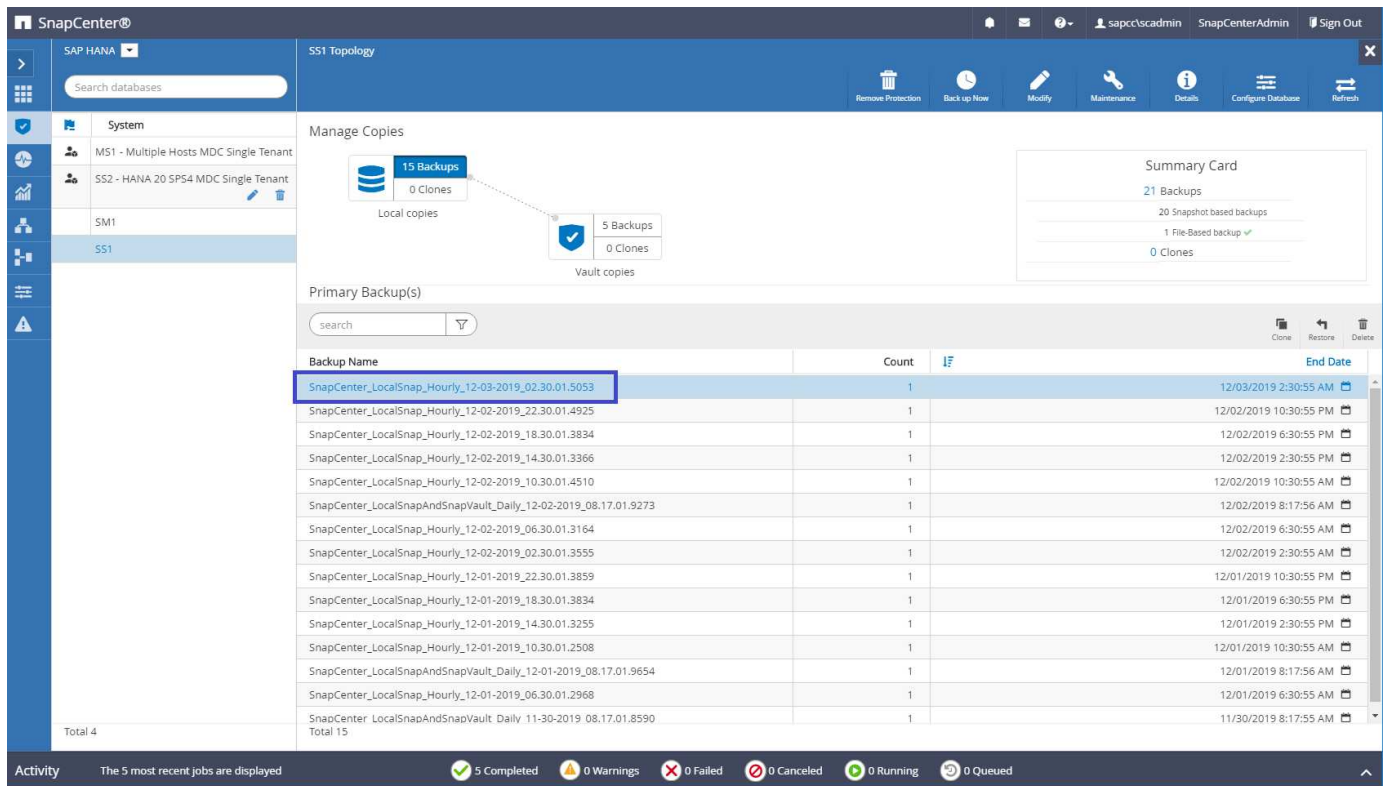 SnapCenter®
sapcc\scadmin SnapCenterAdmin Sign Out
SAP HANA
SS1 Topology
Search databases
Remove Protection Back up Now Modify Maintenance Details Configure Database Refresh
System
MS1 - Multiple Hosts MDC Single Tenant
SS2 - HANA 20 SPS4 MDC Single Tenant
SM1
SS1
Total 4
Manage Copies
15 Backups
0 Clones
Local copies
5 Backups
0 Clones
Vault copies
Summary Card
21 Backups
20 Snapshot based backups
1 File-Based backup
0 Clones
Primary Backup(s)
search
Clone Restore Delete
Backup Name Count End Date
SnapCenter_LocalSnap_Hourly_12-03-2019_02.30.01.5053 1 12/03/2019 2:30:55 AM
SnapCenter_LocalSnap_Hourly_12-02-2019_22.30.01.4925 1 12/02/2019 10:30:55 PM
SnapCenter_LocalSnap_Hourly_12-02-2019_18.30.01.3834 1 12/02/2019 6:30:55 PM
SnapCenter_LocalSnap_Hourly_12-02-2019_14.30.01.3366 1 12/02/2019 2:30:55 PM
SnapCenter_LocalSnap_Hourly_12-02-2019_10.30.01.4510 1 12/02/2019 10:30:55 AM
SnapCenter_LocalSnapAndSnapVault_Daily_12-02-2019_08.17.01.9273 1 12/02/2019 8:17:56 AM
SnapCenter_LocalSnap_Hourly_12-02-2019_06.30.01.3164 1 12/02/2019 6:30:55 AM
SnapCenter_LocalSnap_Hourly_12-02-2019_02.30.01.3555 1 12/02/2019 2:30:55 AM
SnapCenter_LocalSnap_Hourly_12-01-2019_22.30.01.3859 1 12/01/2019 10:30:55 PM
SnapCenter_LocalSnap_Hourly_12-01-2019_18.30.01.3834 1 12/01/2019 6:30:55 PM
SnapCenter_LocalSnap_Hourly_12-01-2019_14.30.01.3255 1 12/01/2019 2:30:55 PM
SnapCenter_LocalSnap_Hourly_12-01-2019_10.30.01.2508 1 12/01/2019 10:30:55 AM
SnapCenter_LocalSnapAndSnapVault_Daily_12-01-2019_08.17.01.9654 1 12/01/2019 8:17:56 AM
SnapCenter_LocalSnap_Hourly_12-01-2019_06.30.01.2968 1 12/01/2019 6:30:55 AM
SnapCenter_LocalSnapAndSnapVault_Daily_11-30-2019_08.17.01.8590 1 11/30/2019 8:17:55 AM
Total 15
Activity The 5 most recent jobs are displayed 5 Completed 0 Warnings 0 Failed 0 Canceled 0 Running 0 Queued